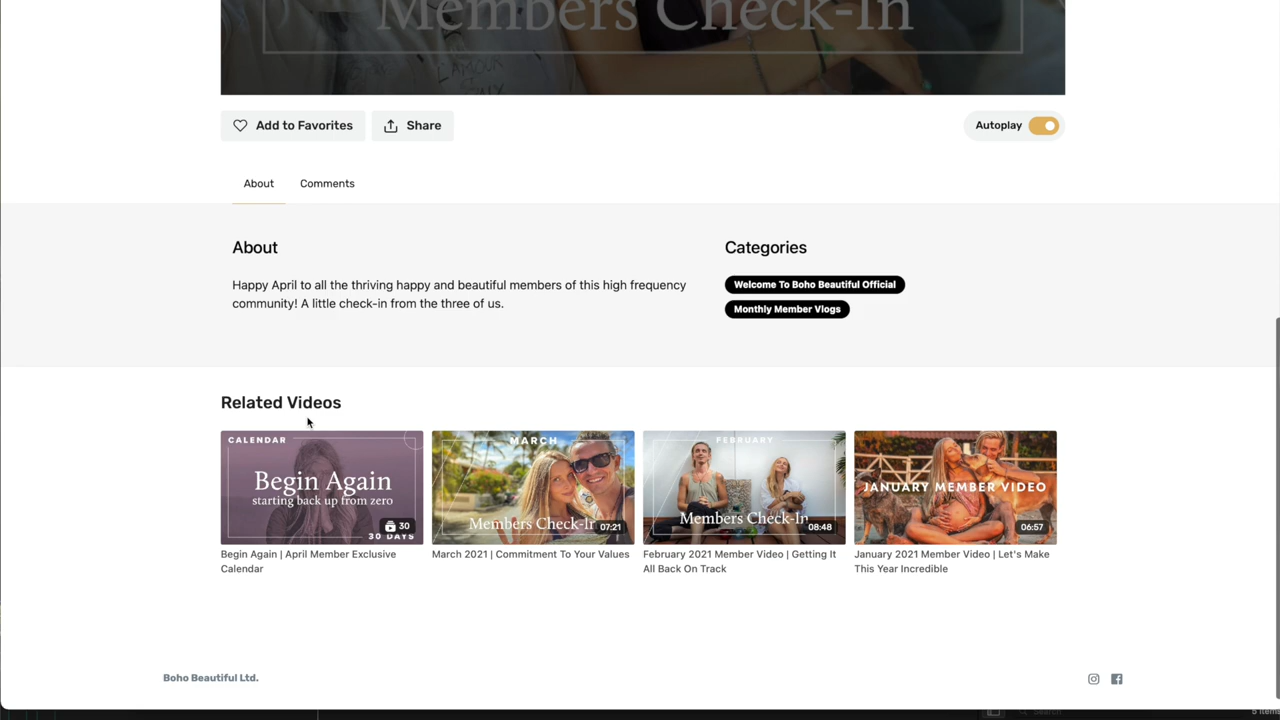 Members Check-In
Add to Favorites
Share
Autoplay
About
Comments
About
Categories
Happy April to all the thriving happy and beautiful members of this high frequency
community! A little check-in from the three of us.
Welcome To Boho Beautiful Official
Monthly Member Vlogs
Related Videos
CALENDAR
Begin Again
starting back up from zero
30
30 DAYS
MARCH
Members Check-In
07:21
FEBRUARY
Members Check-In
08:48
JANUARY MEMBER VIDEO
06:57
Begin Again | April Member Exclusive
Calendar
March 2021 | Commitment To Your Values
February 2021 Member Video | Getting It
All Back On Track
January 2021 Member Video | Let's Make
This Year Incredible
Boho Beautiful Ltd.
Search